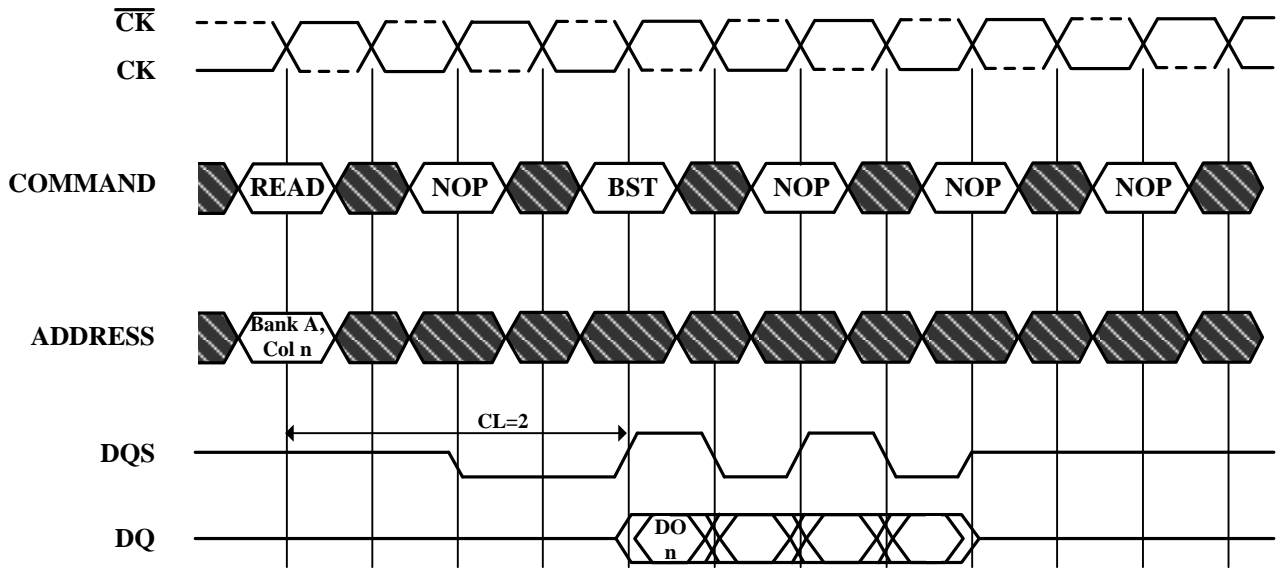 CK
CK
COMMAND
READ NOP BST NOP NOP NOP
ADDRESS
Bank A,
Col n
CL=2
DQS
DQ
DO
n